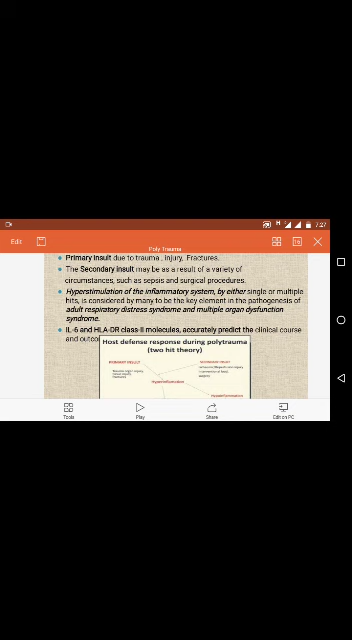 7:27
Edit
Poly Trauma
Primary insult due to trauma , injury, Fractures.
The Secondary insult may be as a result of a variety of
circumstances, such as sepsis and surgical procedures.
Hyperstimulation of the inflammatory system, by either single or multiple
hits, is considered by many to be the key element in the pathogenesis of
adult respiratory distress syndrome and multiple organ dysfunction
syndrome.
IL-6 and HLA-DR class-II molecules, accurately predict the clinical course
and outco
Host defense response during polytrauma
(two hit theory)
PRIMARY INSULT
Hyperinflammation
Tools
Play
Share
Edit on PC